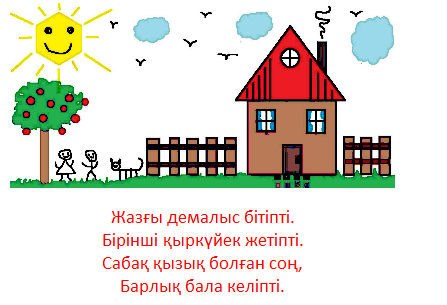 Жазғы демалыс бітіпті.
Бірінші қыркүйек жетіпті.
Сабақ қызық болған соң,
Барлық бала келіпті.